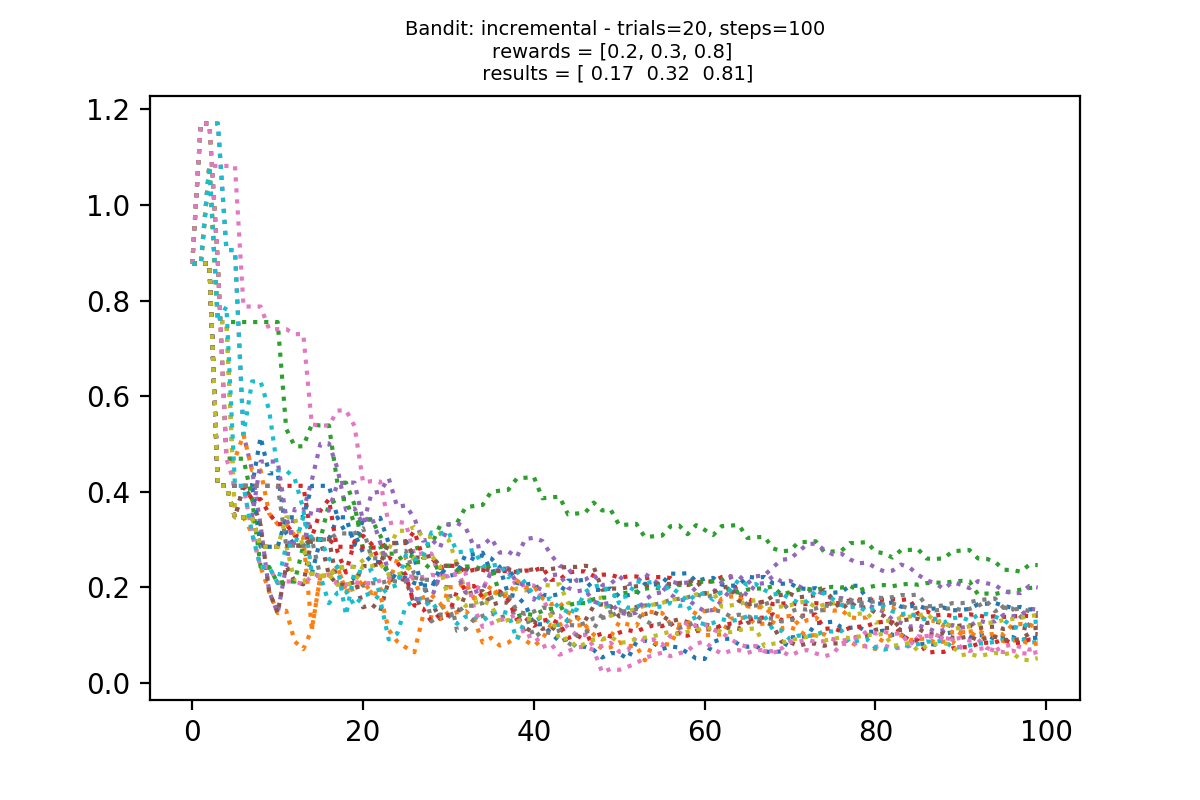 Bandit: incremental - trials=20, steps=100
rewards = [0.2, 0.3, 0.8]
results = [ 0.17  0.32  0.81]
1.2
1.0
0.8
0.6
0.4
0.2
0.0
0 20 40 60 80 100